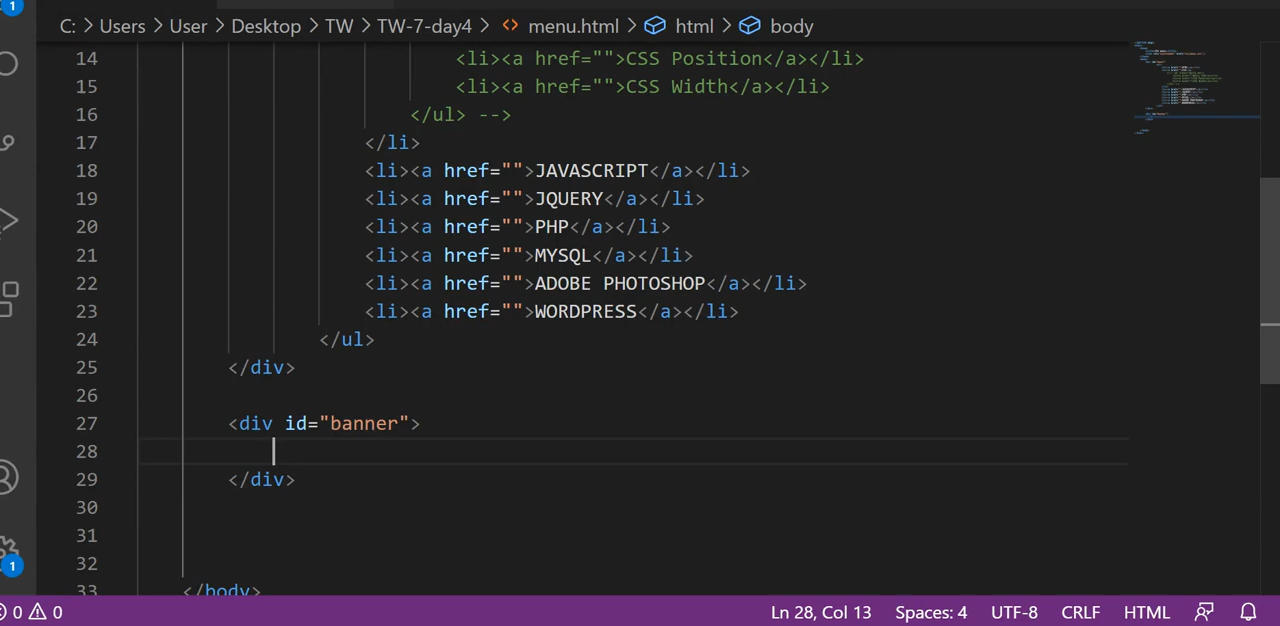 1
C: > Users > User > Desktop > TW > TW-7-day4 > <> menu.html > html > body
14 <li><a href="">CSS Position</a></li>
15 <li><a href="">CSS Width</a></li>
16 </ul> -->
17 </li>
18 <li><a href="">JAVASCRIPT</a></li>
19 <li><a href="">JQUERY</a></li>
20 <li><a href="">PHP</a></li>
21 <li><a href="">MYSQL</a></li>
22 <li><a href="">ADOBE PHOTOSHOP</a></li>
23 <li><a href="">WORDPRESS</a></li>
24 </ul>
25 </div>
26
27 <div id="banner">
28
29 </div>
30
31
32
33 </body>
1
0 0 Ln 28, Col 13 Spaces: 4 UTF-8 CRLF HTML